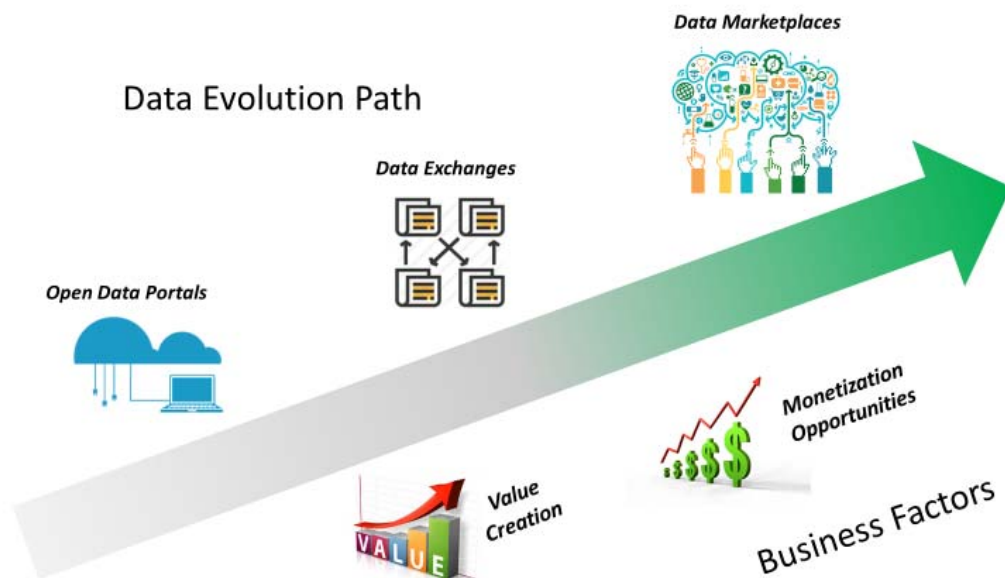 Data Marketplaces
Data Evolution Path
Data Exchanges
Open Data Portals
Monetization
Opportunities
Value
Creation
VALUE
$$$$$
Business Factors